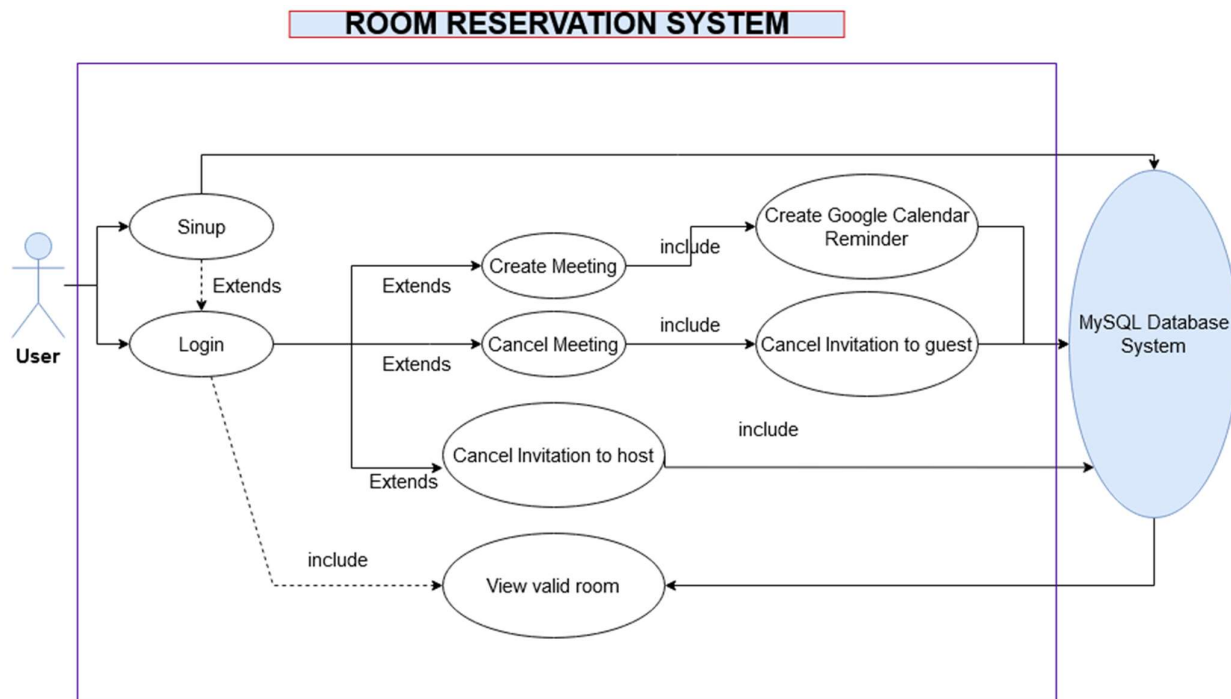 ROOM RESERVATION SYSTEM
Sinup
Extends
Login
User
Extends
Create Meeting
include
Create Google Calendar
Reminder
Extends
Cancel Meeting
include
Cancel Invitation to guest
MySQL Database
System
Extends
Cancel Invitation to host
include
include
View valid room